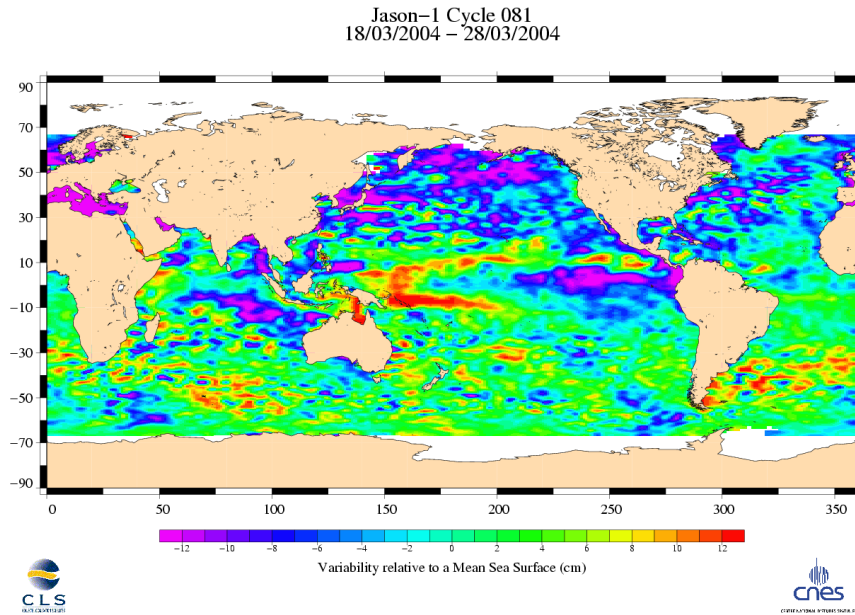 Jason−1 Cycle 081
18/03/2004 − 28/03/2004
90
70
50
30
10
−10
−30
−50
−70
−90
0 50 100 150 200 250 300 350
−12 −10 −8 −6 −4 −2 0 2 4 6 8 10 12
Variability relative to a Mean Sea Surface (cm)
CLS
cnes